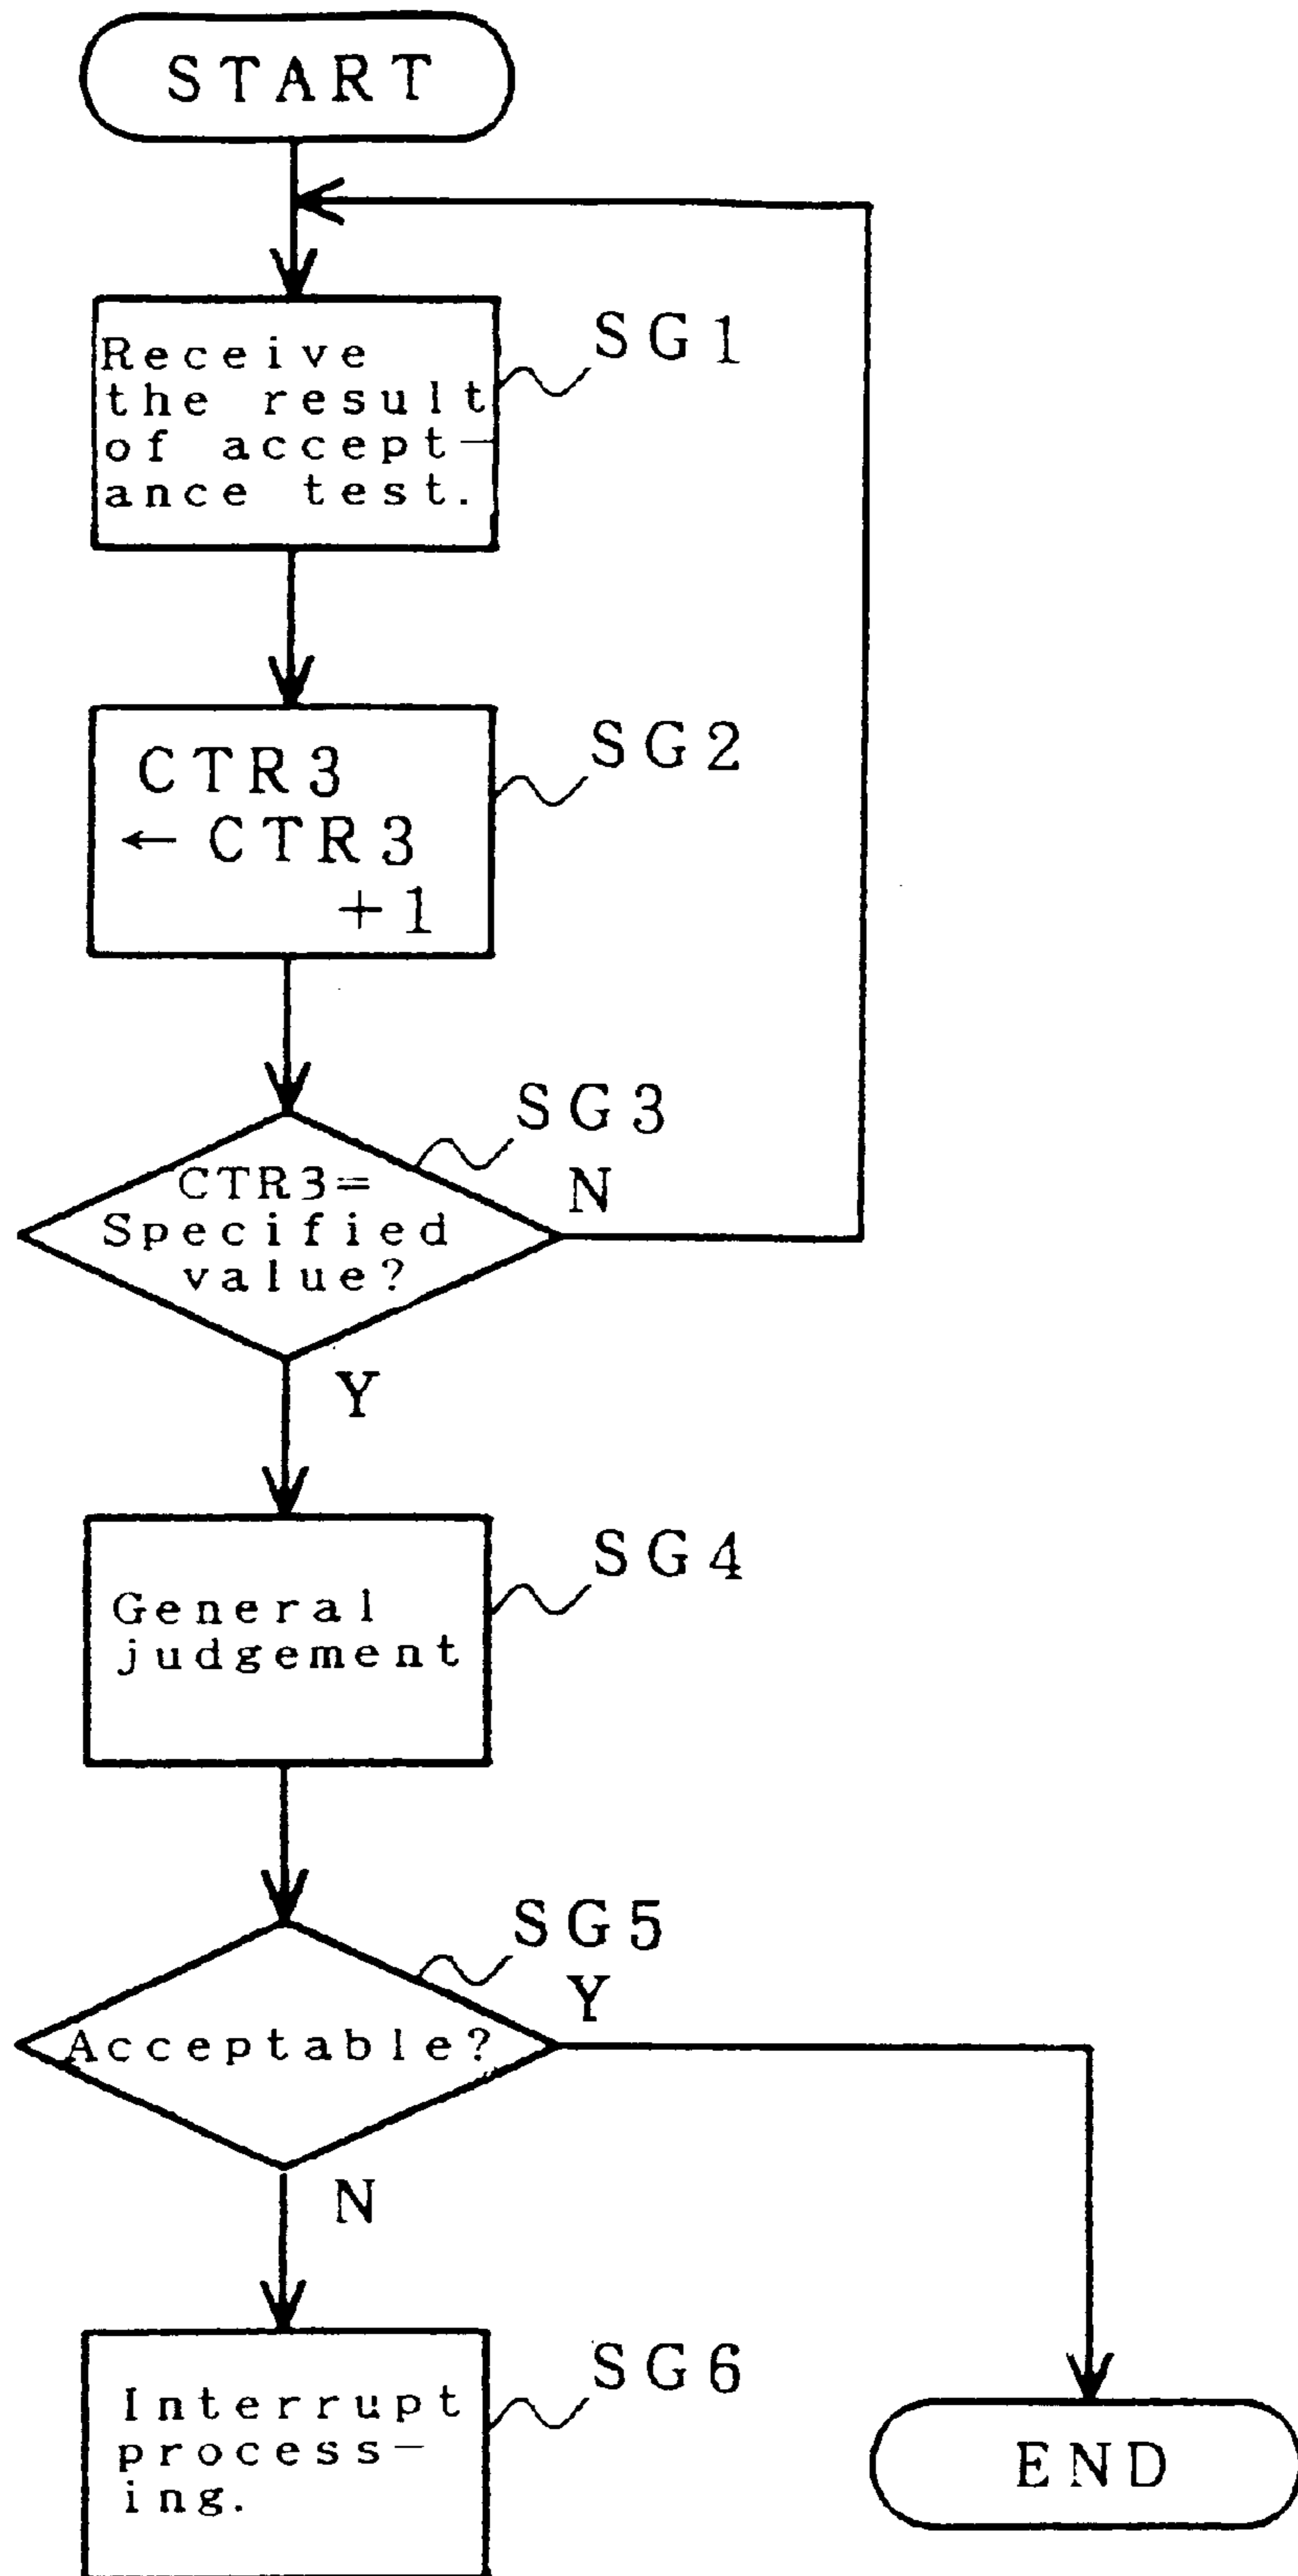 START
Receive
the result
of accept-
ance test.
SG1
CTR3
← CTR3
+1
SG2
SG3
CTR3=
Specified
value?
N
Y
General
judgement
SG4
SG5
Acceptable?
Y
N
Interrupt
process-
ing.
SG6
END